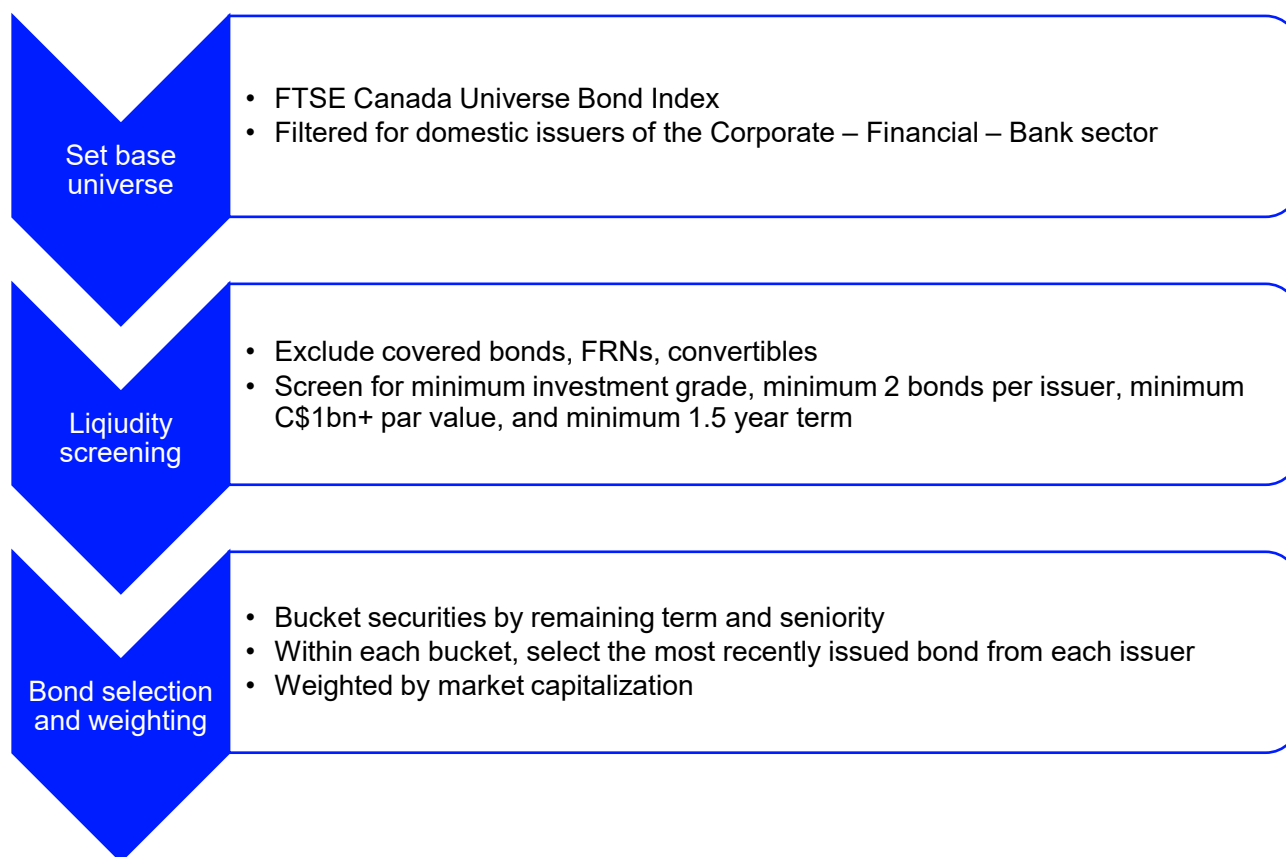 Set base
universe
• FTSE Canada Universe Bond Index
• Filtered for domestic issuers of the Corporate – Financial – Bank sector
Liqiudity
screening
• Exclude covered bonds, FRNs, convertibles
• Screen for minimum investment grade, minimum 2 bonds per issuer, minimum
C$1bn+ par value, and minimum 1.5 year term
Bond selection
and weighting
• Bucket securities by remaining term and seniority
• Within each bucket, select the most recently issued bond from each issuer
• Weighted by market capitalization